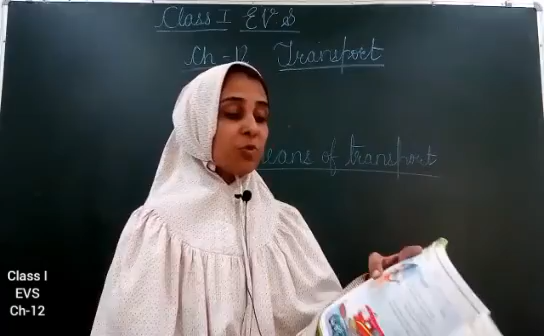 Class I EVS
Ch - 12 Transport
eans of transport
Class I
EVS
Ch-12